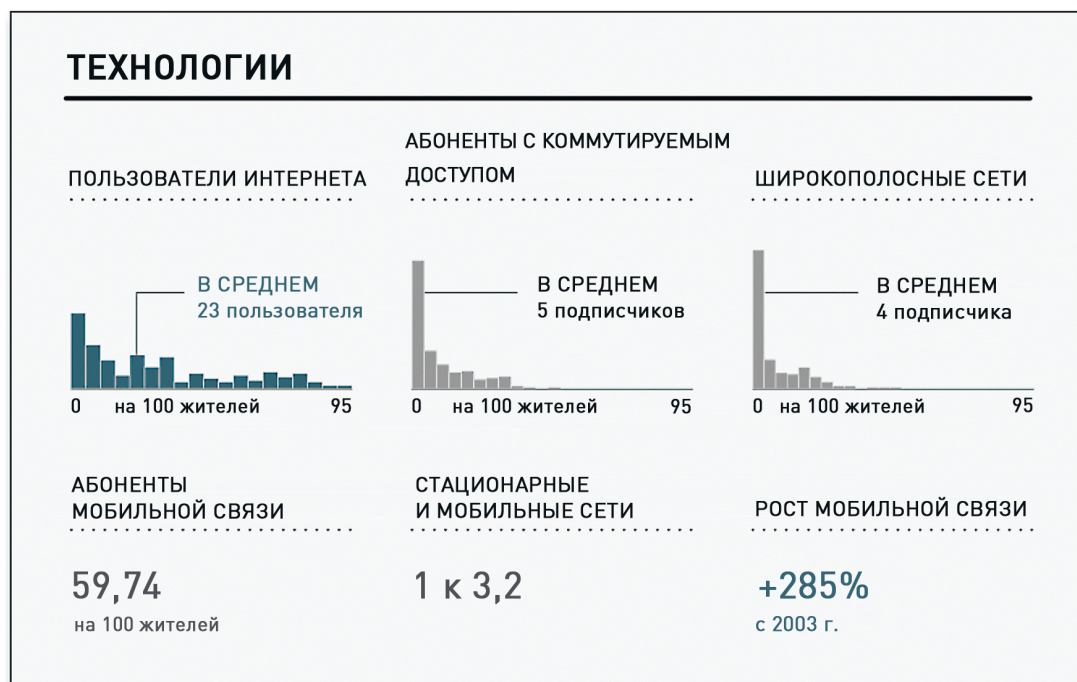 ТЕХНОЛОГИИ
ПОЛЬЗОВАТЕЛИ ИНТЕРНЕТА
В СРЕДНЕМ
23 пользователя
0 на 100 жителей 95
АБОНЕНТЫ С КОММУТИРУЕМЫМ
ДОСТУПОМ
В СРЕДНЕМ
5 подписчиков
0 на 100 жителей 95
ШИРОКОПОЛОСНЫЕ СЕТИ
В СРЕДНЕМ
4 подписчика
0 на 100 жителей 95
АБОНЕНТЫ
МОБИЛЬНОЙ СВЯЗИ
59,74
на 100 жителей
СТАЦИОНАРНЫЕ
И МОБИЛЬНЫЕ СЕТИ
1 к 3,2
РОСТ МОБИЛЬНОЙ СВЯЗИ
+285%
с 2003 г.